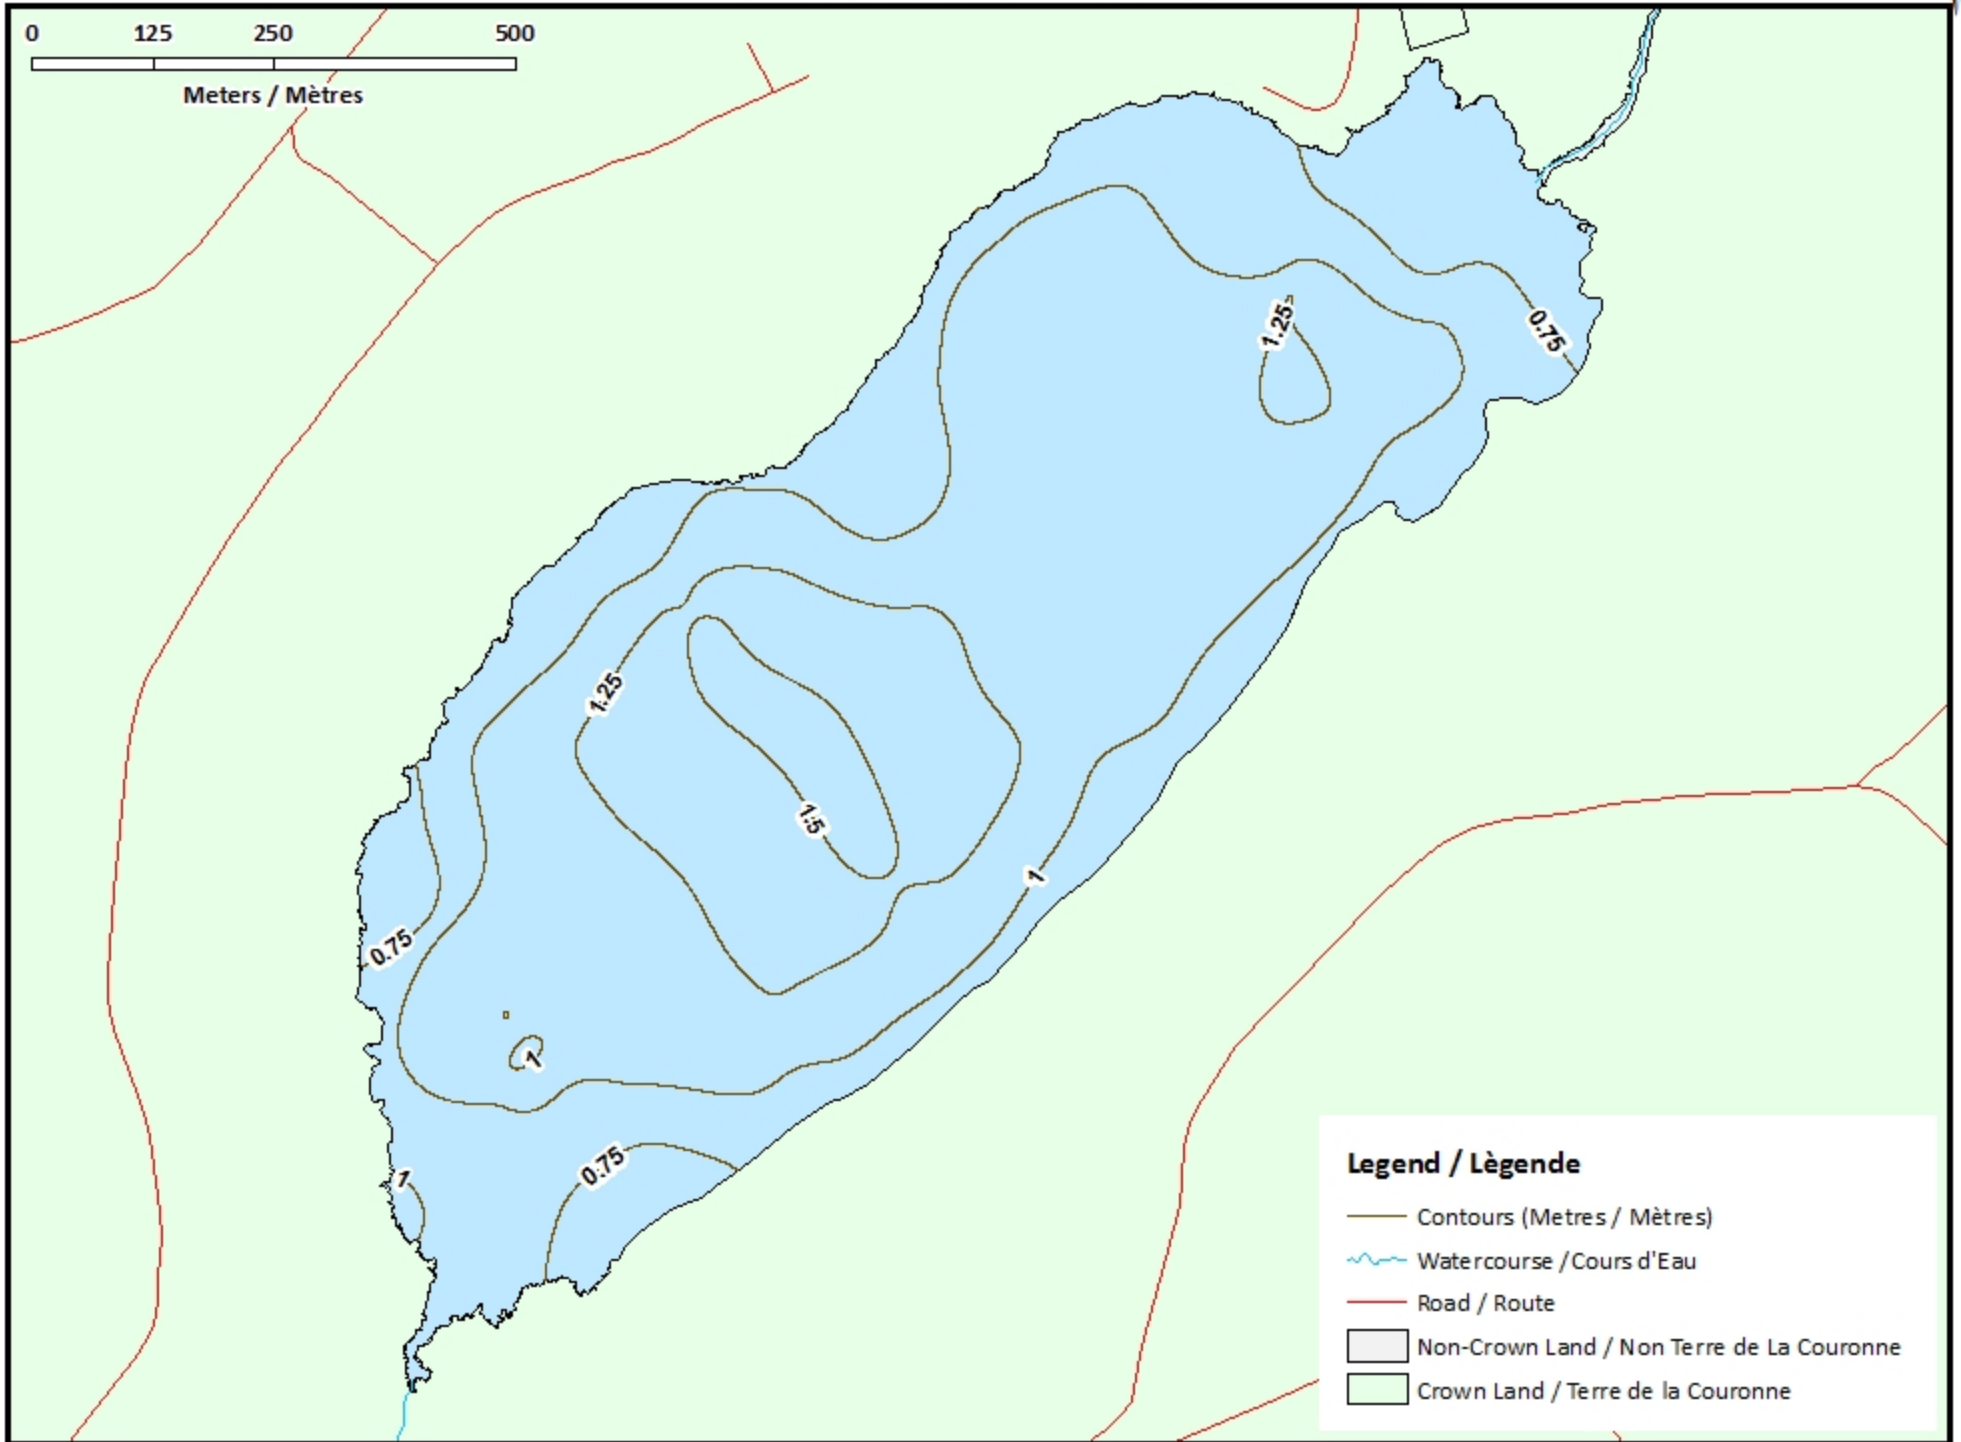 0 125 250 500
Meters / Mètres
1.25
0.75
1.25
1.5
1
0.75
1
0.75
1
Legend / Lègende
Contours (Metres / Mètres)
Watercourse /Cours d'Eau
Road / Route
Non-Crown Land / Non Terre de La Couronne
Crown Land / Terre de la Couronne